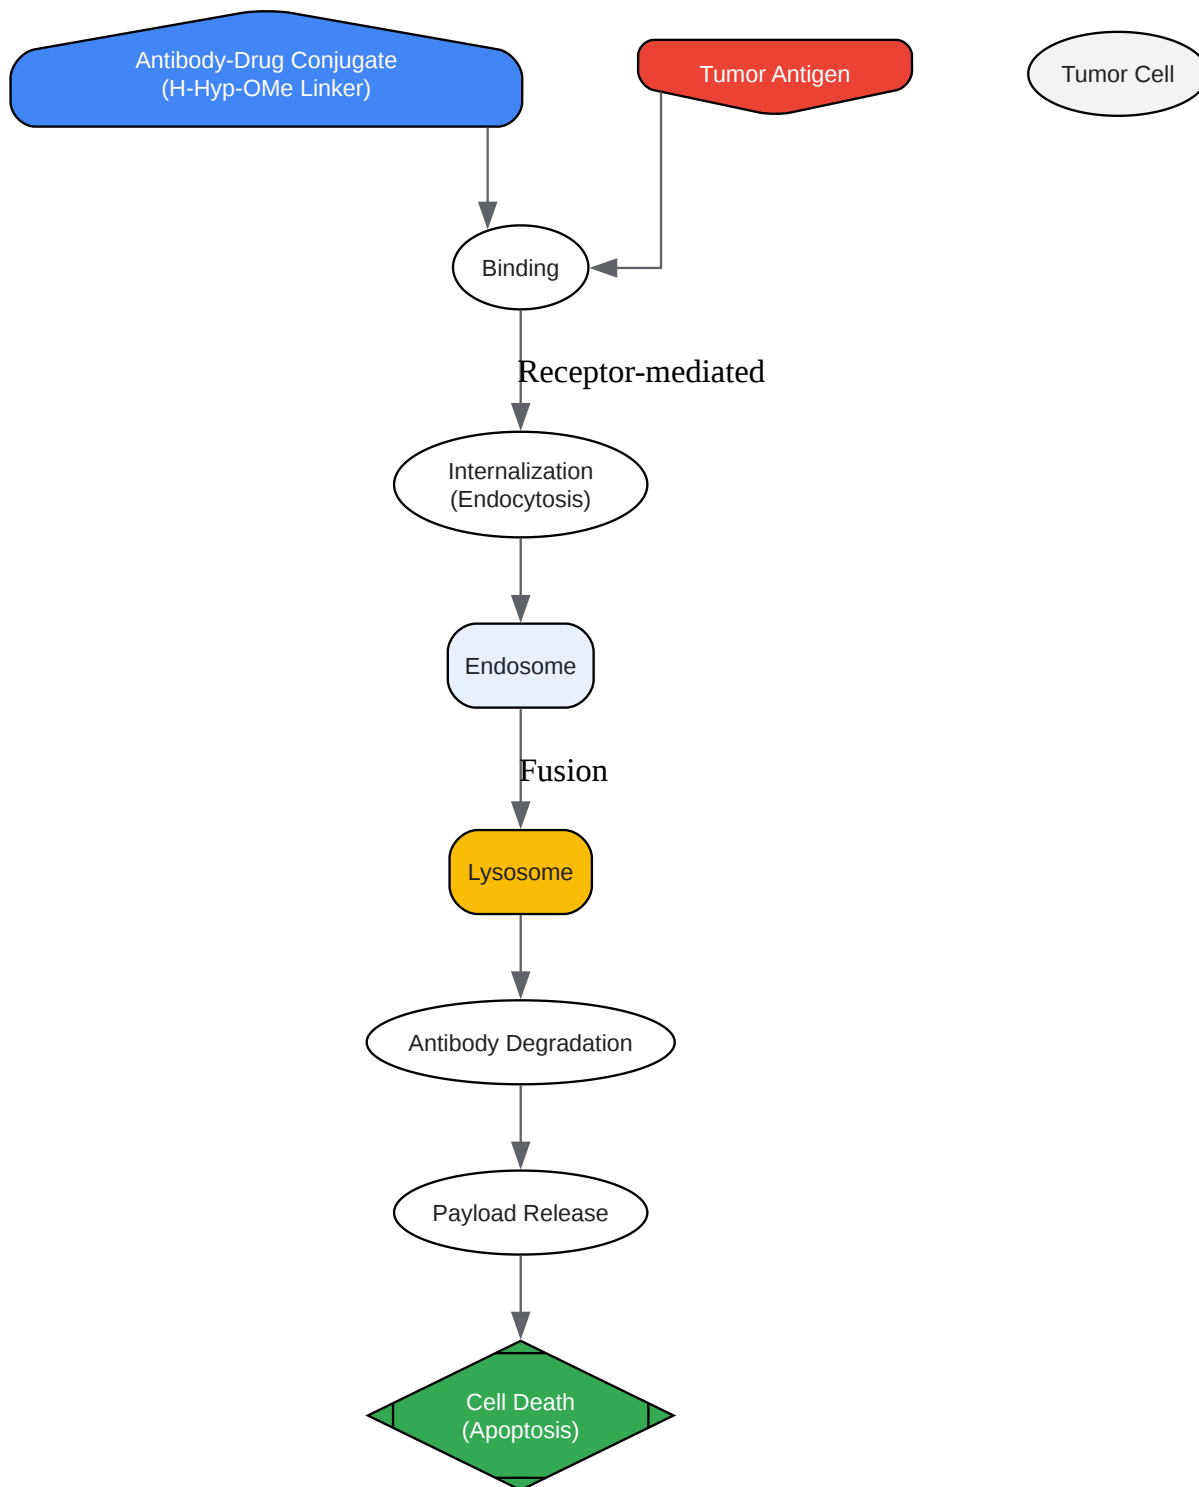 Antibody-Drug Conjugate
(H-Hyp-OMe Linker)
Tumor Antigen
Tumor Cell
Binding
Receptor-mediated
Internalization
(Endocytosis)
Endosome
Fusion
Lysosome
Antibody Degradation
Payload Release
Cell Death
(Apoptosis)